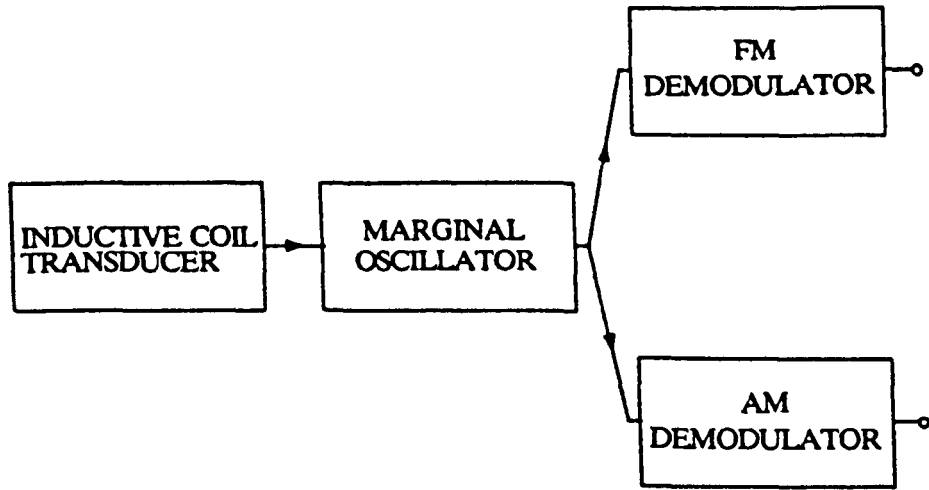 FM
DEMODULATOR
INDUCTIVE COIL
TRANSDUCER
MARGINAL
OSCILLATOR
AM
DEMODULATOR